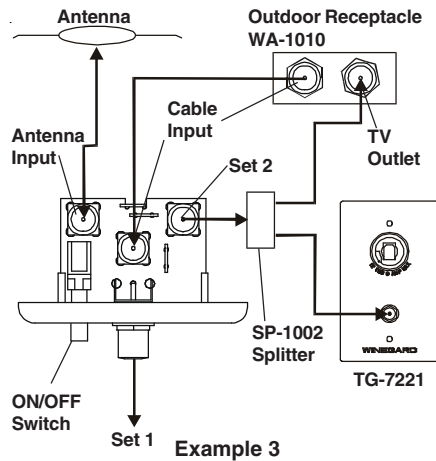 Antenna
Outdoor Receptacle
WA-1010
Cable
Input
Antenna
Input
TV
Outlet
Set 2
SP-1002
Splitter
WINEGARD
TG-7221
ON/OFF
Switch
Set 1
Example 3